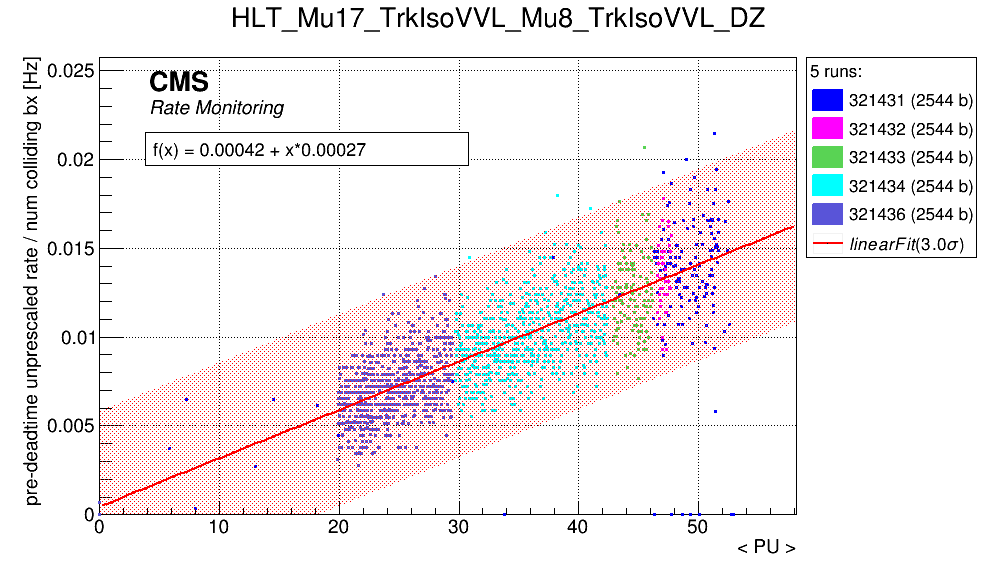 HLT_Mu17_TrkIsoVVL_Mu8_TrkIsoVVL_DZ
pre-deadtime unprescaled rate / num colliding bx [Hz]
0.025
0.02
0.015
0.01
0.005
0
CMS
Rate Monitoring
f(x) = 0.00042 + x*0.00027
0 10 20 30 40 50
< PU >
5 runs:
321431 (2544 b)
321432 (2544 b)
321433 (2544 b)
321434 (2544 b)
321436 (2544 b)
linearFit(3.0σ)